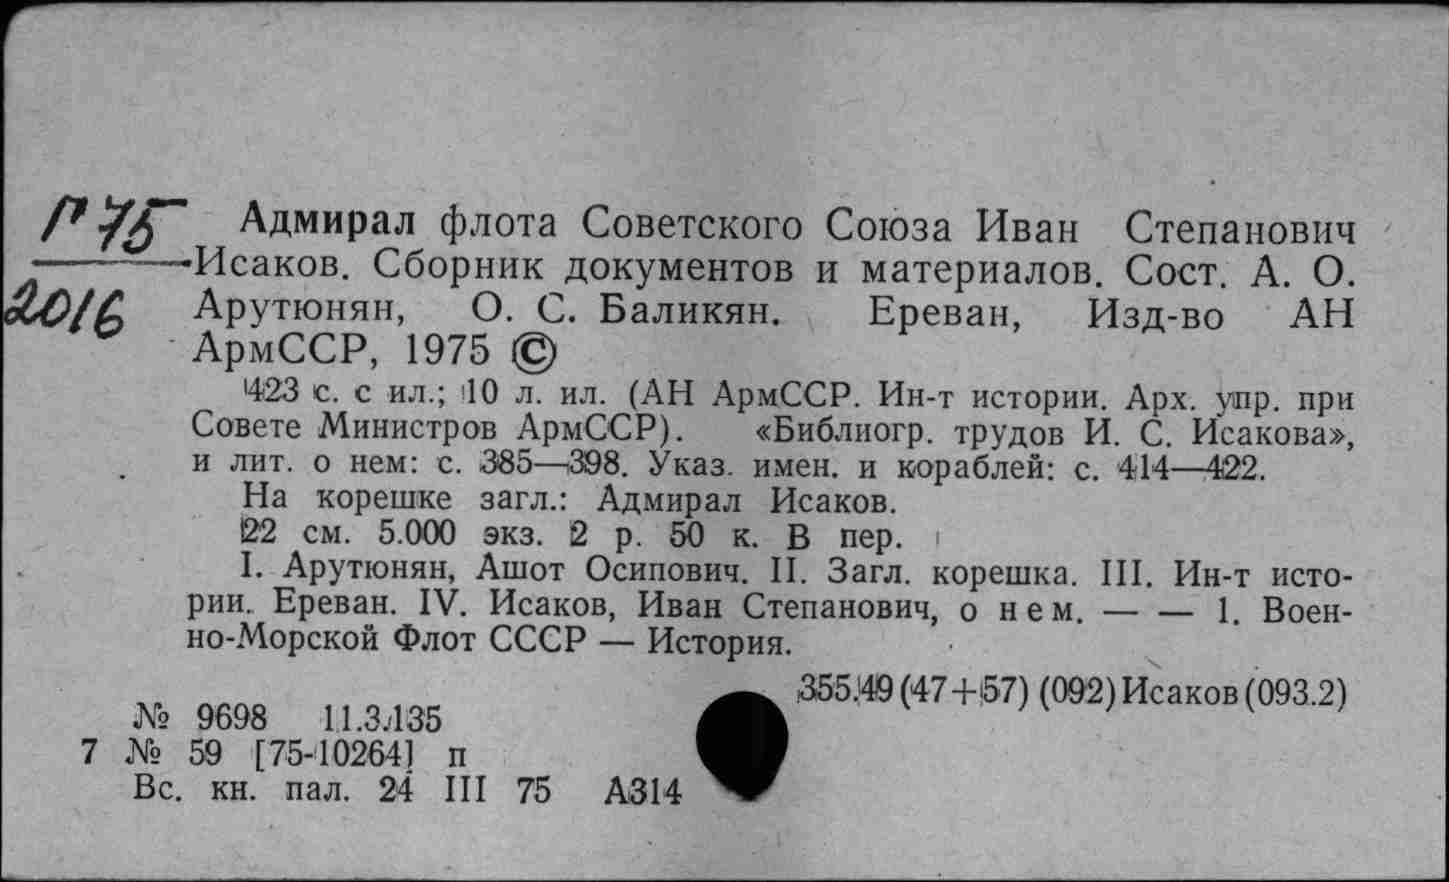 Г75
2016
Адмирал флота Советского Союза Иван Степанович
Исаков. Сборник документов и материалов. Сост. А. О.
Арутюнян, О. С. Баликян. Ереван, Изд-во АН
АрмССР, 1975 ©
423 с. с ил.; 10 л. ил. (АН АрмССР. Ин-т истории. Арх. упр. при
Совете Министров АрмССР). «Библиогр. трудов И. С. Исакова»,
и лит. о нем: с. 385—398. Указ. имен. и кораблей: с. 414—422.
На корешке загл.: Адмирал Исаков.
22 см. 5.000 экз. 2 р. 50 к. В пер.
I. Арутюнян, Ашот Осипович. II. Загл. корешка. III. Ин-т исто-
рии. Ереван. IV. Исаков, Иван Степанович, о нем. — — 1. Воен-
но-Морской Флот СССР — История.
355.49(47+57) (092)Исаков(093.2)
№ 9698 11.3.135
7 № 59 [75-10264] п
Вс. кн. пал. 24 III 75 А314